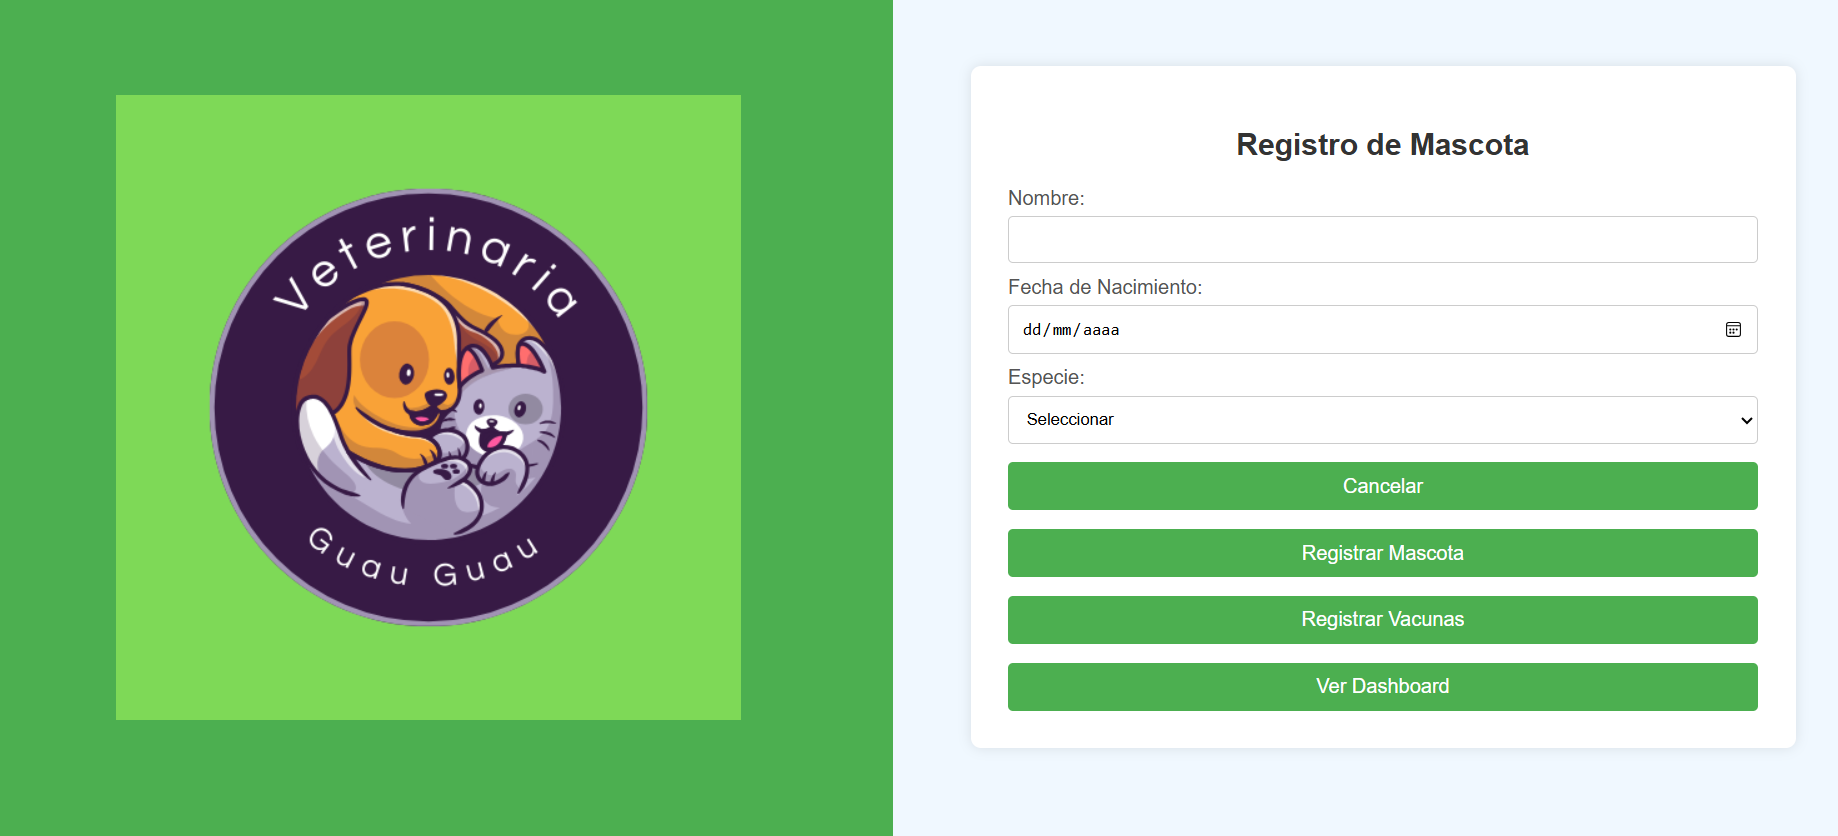 Veterinaria
Guau Guau
Registro de Mascota
Nombre:
Fecha de Nacimiento:
dd/mm/aaaa
Especie:
Seleccionar
Cancelar
Registrar Mascota
Registrar Vacunas
Ver Dashboard